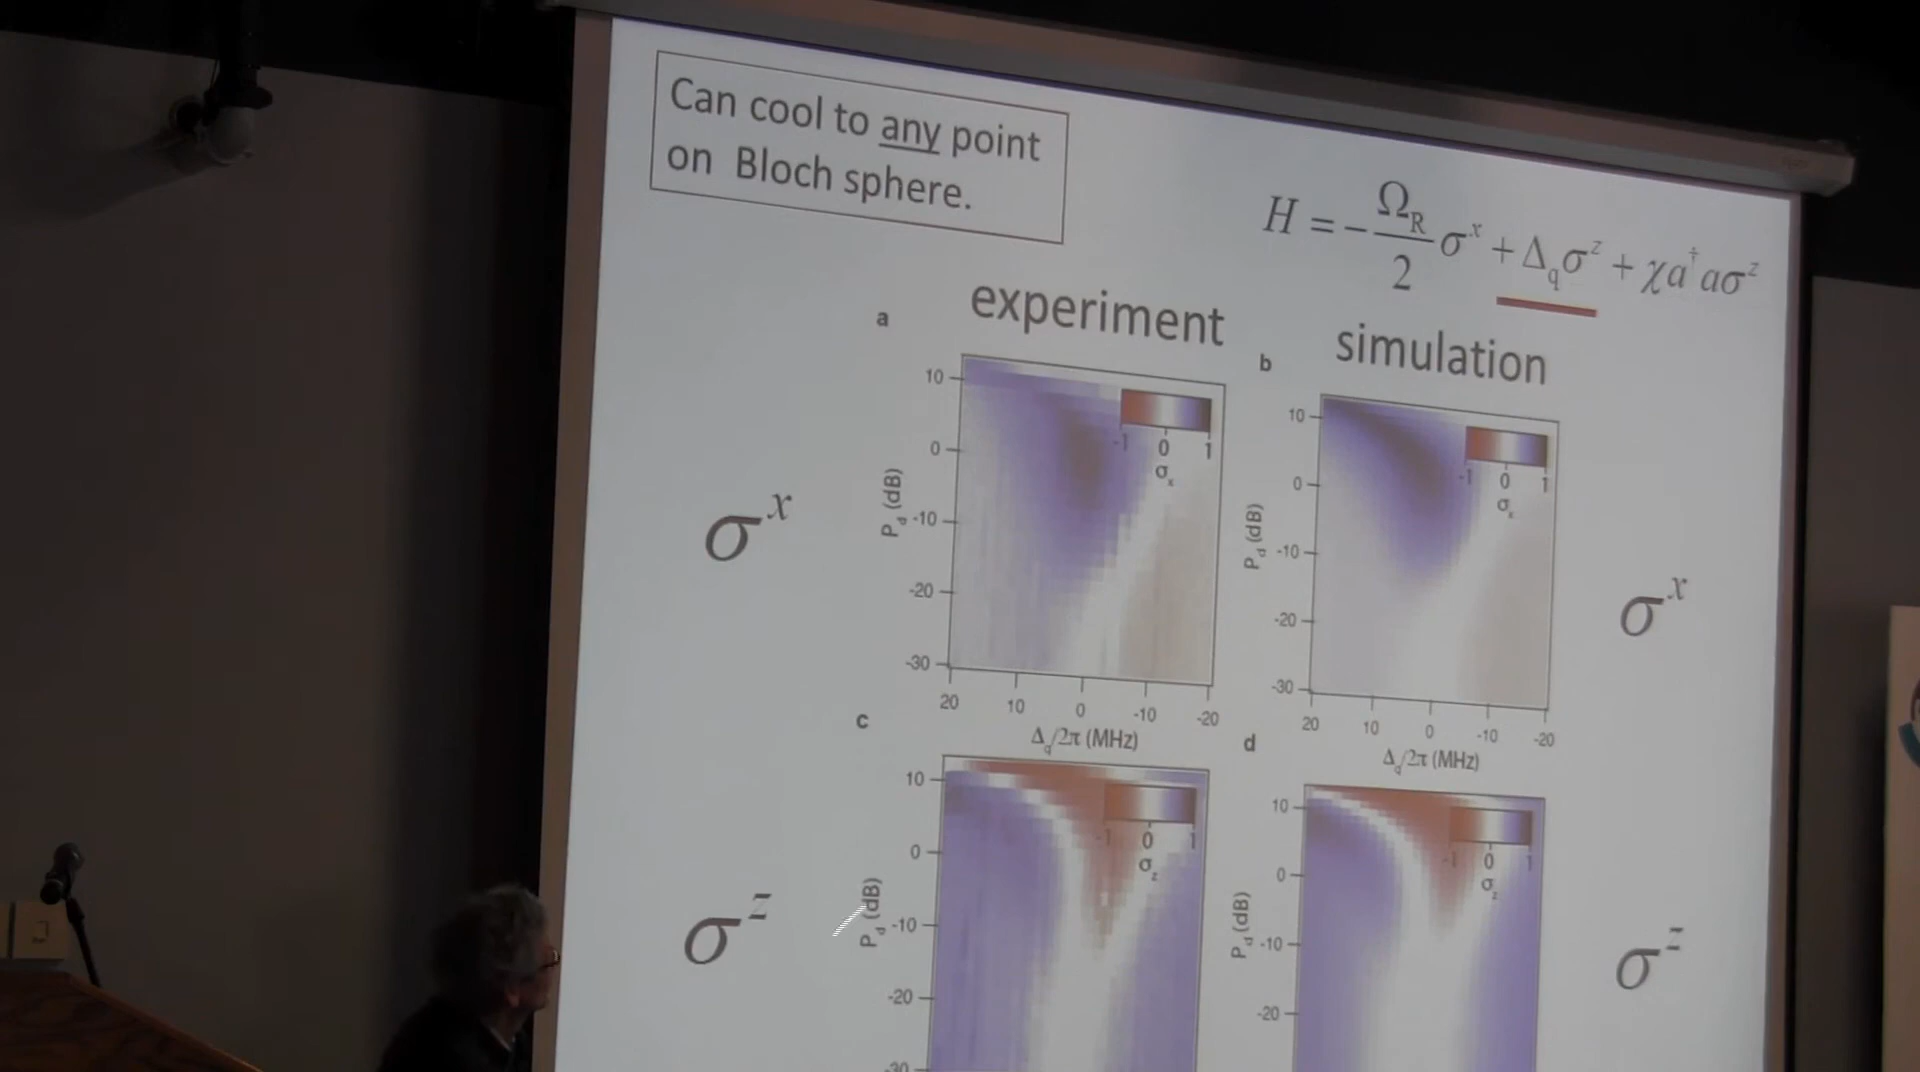 Can cool to any point
on Bloch sphere.
H = -Ω_R/2 σ^x + Δ_q σ^z + χa^†aσ^z
a
experiment
b
simulation
σ^x
10
0
-10
-20
-30
P_d (dB)
-1 0 1
σ_x
20 10 0 -10 -20
Δ_q/2π (MHz)
10
0
-10
-20
-30
P_d (dB)
-1 0 1
σ_x
20 10 0 -10 -20
Δ_q/2π (MHz)
σ^x
c
d
σ^z
10
0
-10
-20
-30
P_d (dB)
-1 0 1
σ_z
10
0
-10
-20
P_d (dB)
-1 0 1
σ_z
σ^z